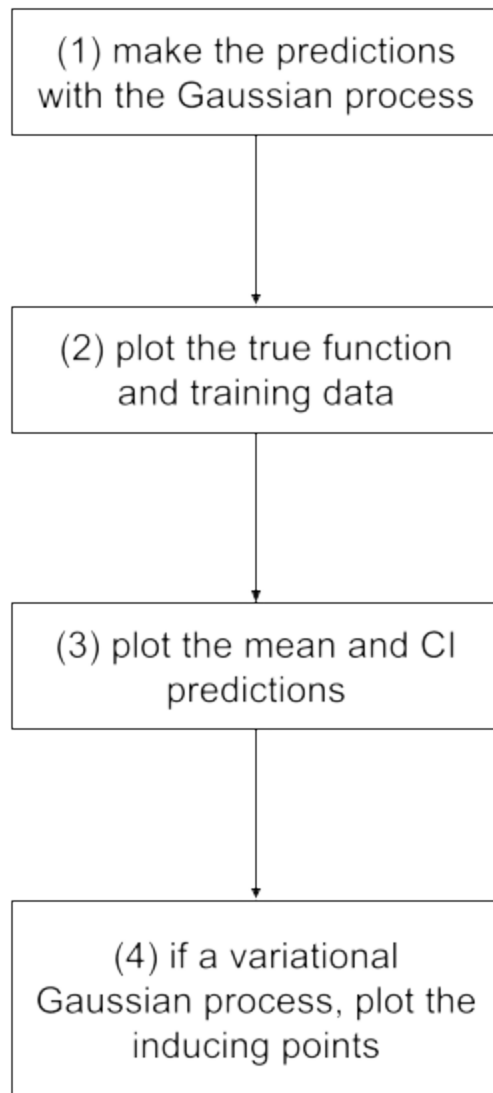 (1) make the predictions
with the Gaussian process
(2) plot the true function
and training data
(3) plot the mean and CI
predictions
(4) if a variational
Gaussian process, plot the
inducing points